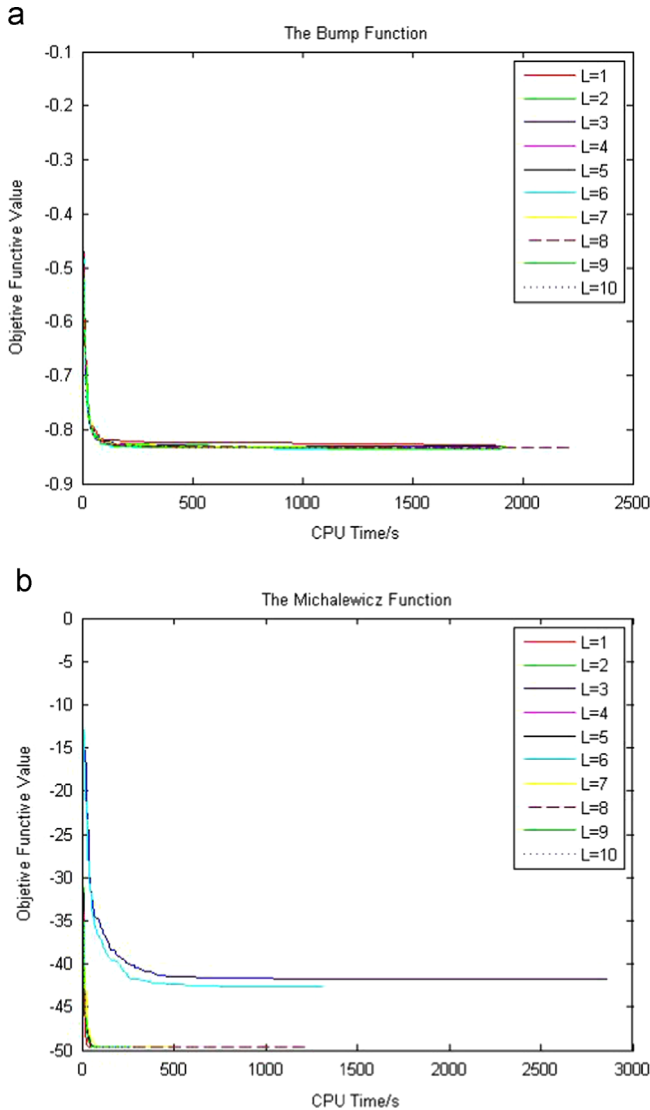 a
The Bump Function
-0.1
-0.2
-0.3
-0.4
-0.5
-0.6
-0.7
-0.8
-0.9
Objetive Functive Value
0 500 1000 1500 2000 2500
CPU Time/s
L=1
L=2
L=3
L=4
L=5
L=6
L=7
L=8
L=9
L=10
b
The Michalewicz Function
0
-5
-10
-15
-20
-25
-30
-35
-40
-45
-50
Objetive Functive Value
0 500 1000 1500 2000 2500 3000
CPU Time/s
L=1
L=2
L=3
L=4
L=5
L=6
L=7
L=8
L=9
L=10